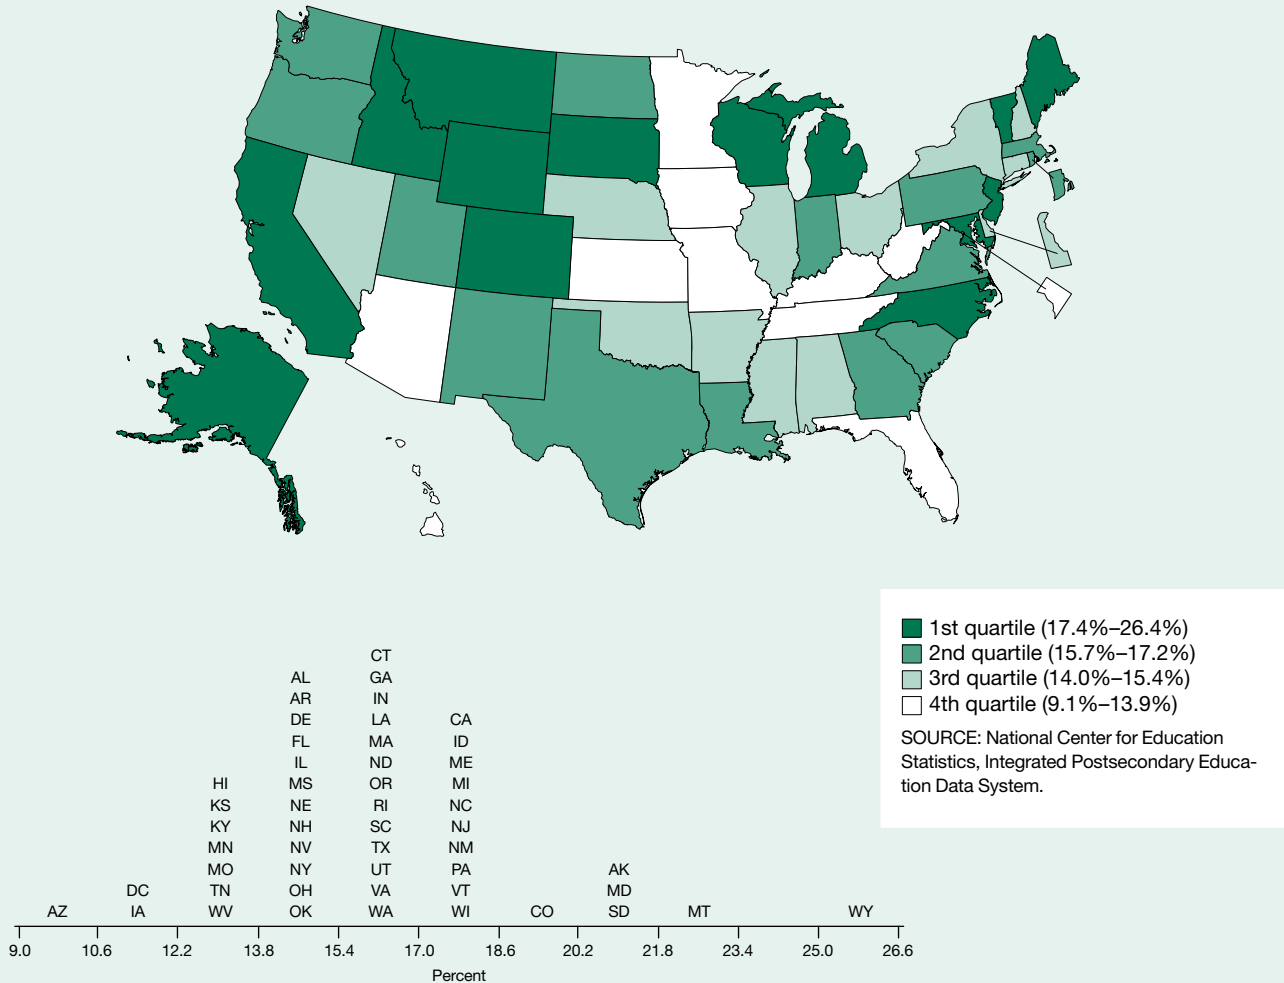 1st quartile (17.4%–26.4%)
2nd quartile (15.7%–17.2%)
3rd quartile (14.0%–15.4%)
4th quartile (9.1%–13.9%)
SOURCE: National Center for Education
Statistics, Integrated Postsecondary Educa-
tion Data System.
CT
AL GA
AR IN
DE LA CA
FL MA ID
IL ND ME
HI MS OR MI
KS NE RI NC
KY NH SC NJ
MN NV TX NM
MO NY UT PA AK
DC TN OH VA VT MD
AZ IA WV OK WA WI CO SD MT WY
9.0 10.6 12.2 13.8 15.4 17.0 18.6 20.2 21.8 23.4 25.0 26.6
Percent